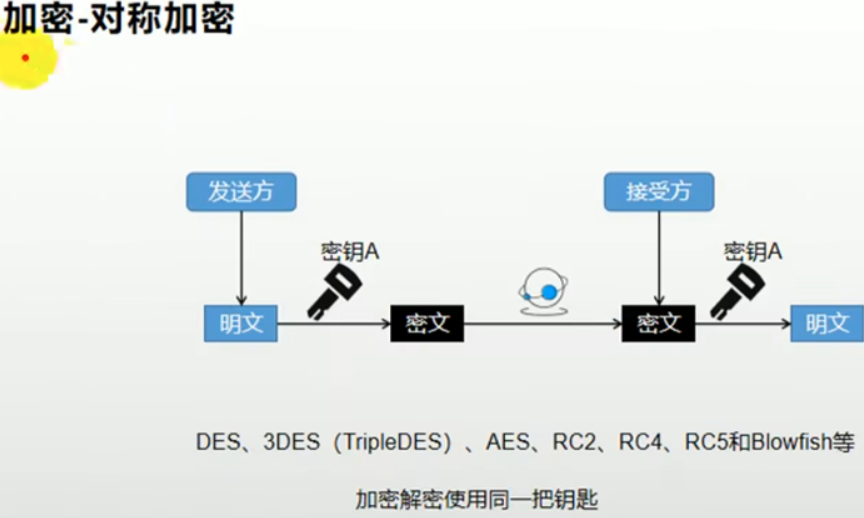 加密-对称加密
发送方
接受方
密钥A
密钥A
明文
密文
密文
明文
DES、3DES（TripleDES）、AES、RC2、RC4、RC5和Blowfish等
加密解密使用同一把钥匙